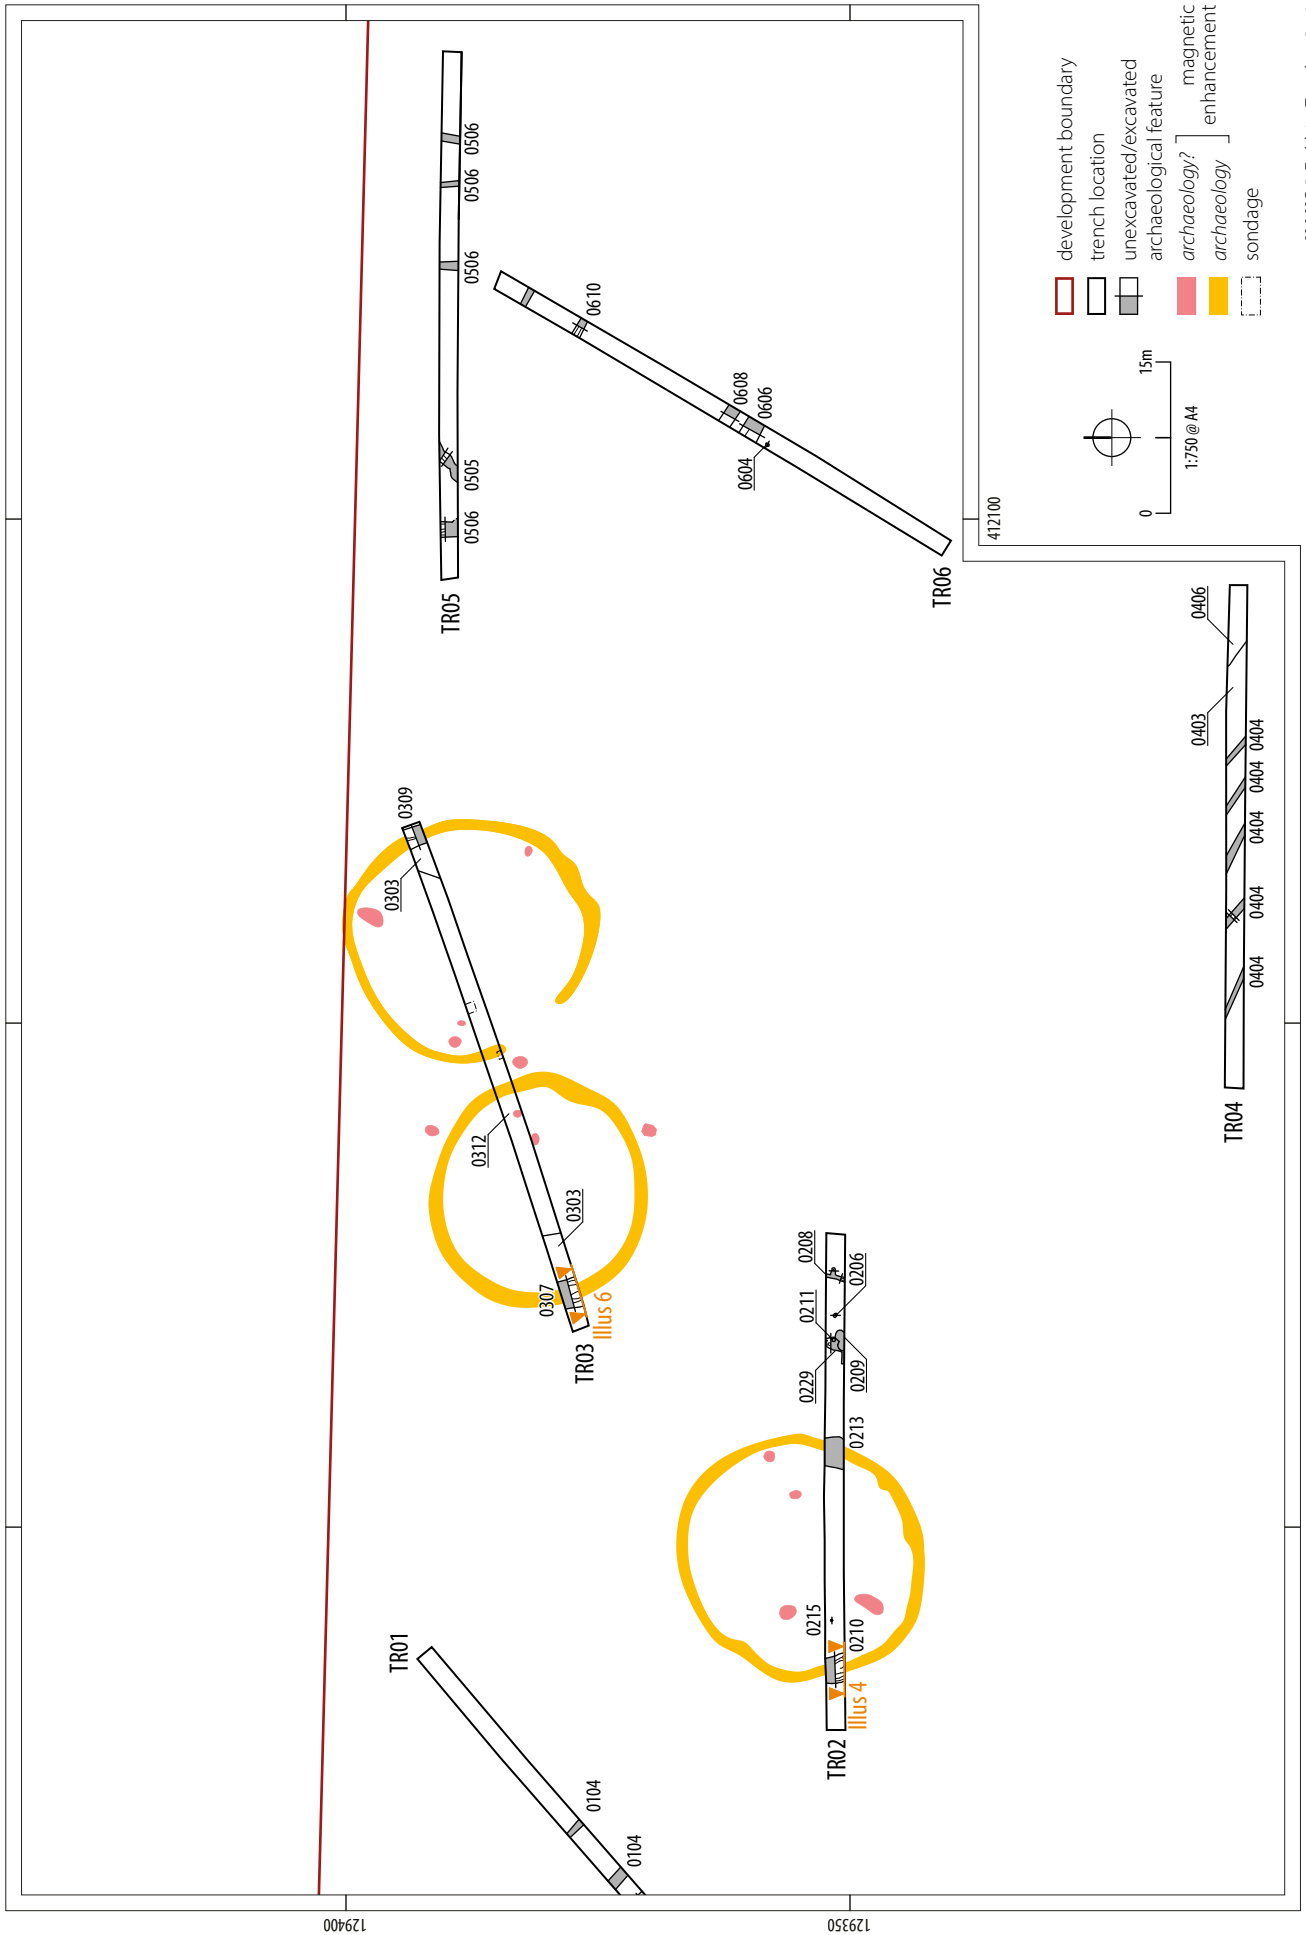 129400
129350
412100
TR01
0104
0104
TR02
Illus 4
0210
0215
0213
0229
0211
0209
0208
0206
TR03
Illus 6
0307
0303
0312
0303
0309
TR04
0404
0404
0404
0404
0404
0403
0406
TR05
0506
0505
0506
0506
0506
TR06
0604
0606
0608
0610
0
15m
1:750 @ A4
development boundary
trench location
unexcavated/excavated
archaeological feature
archaeology?
archaeology
magnetic
enhancement
sondage